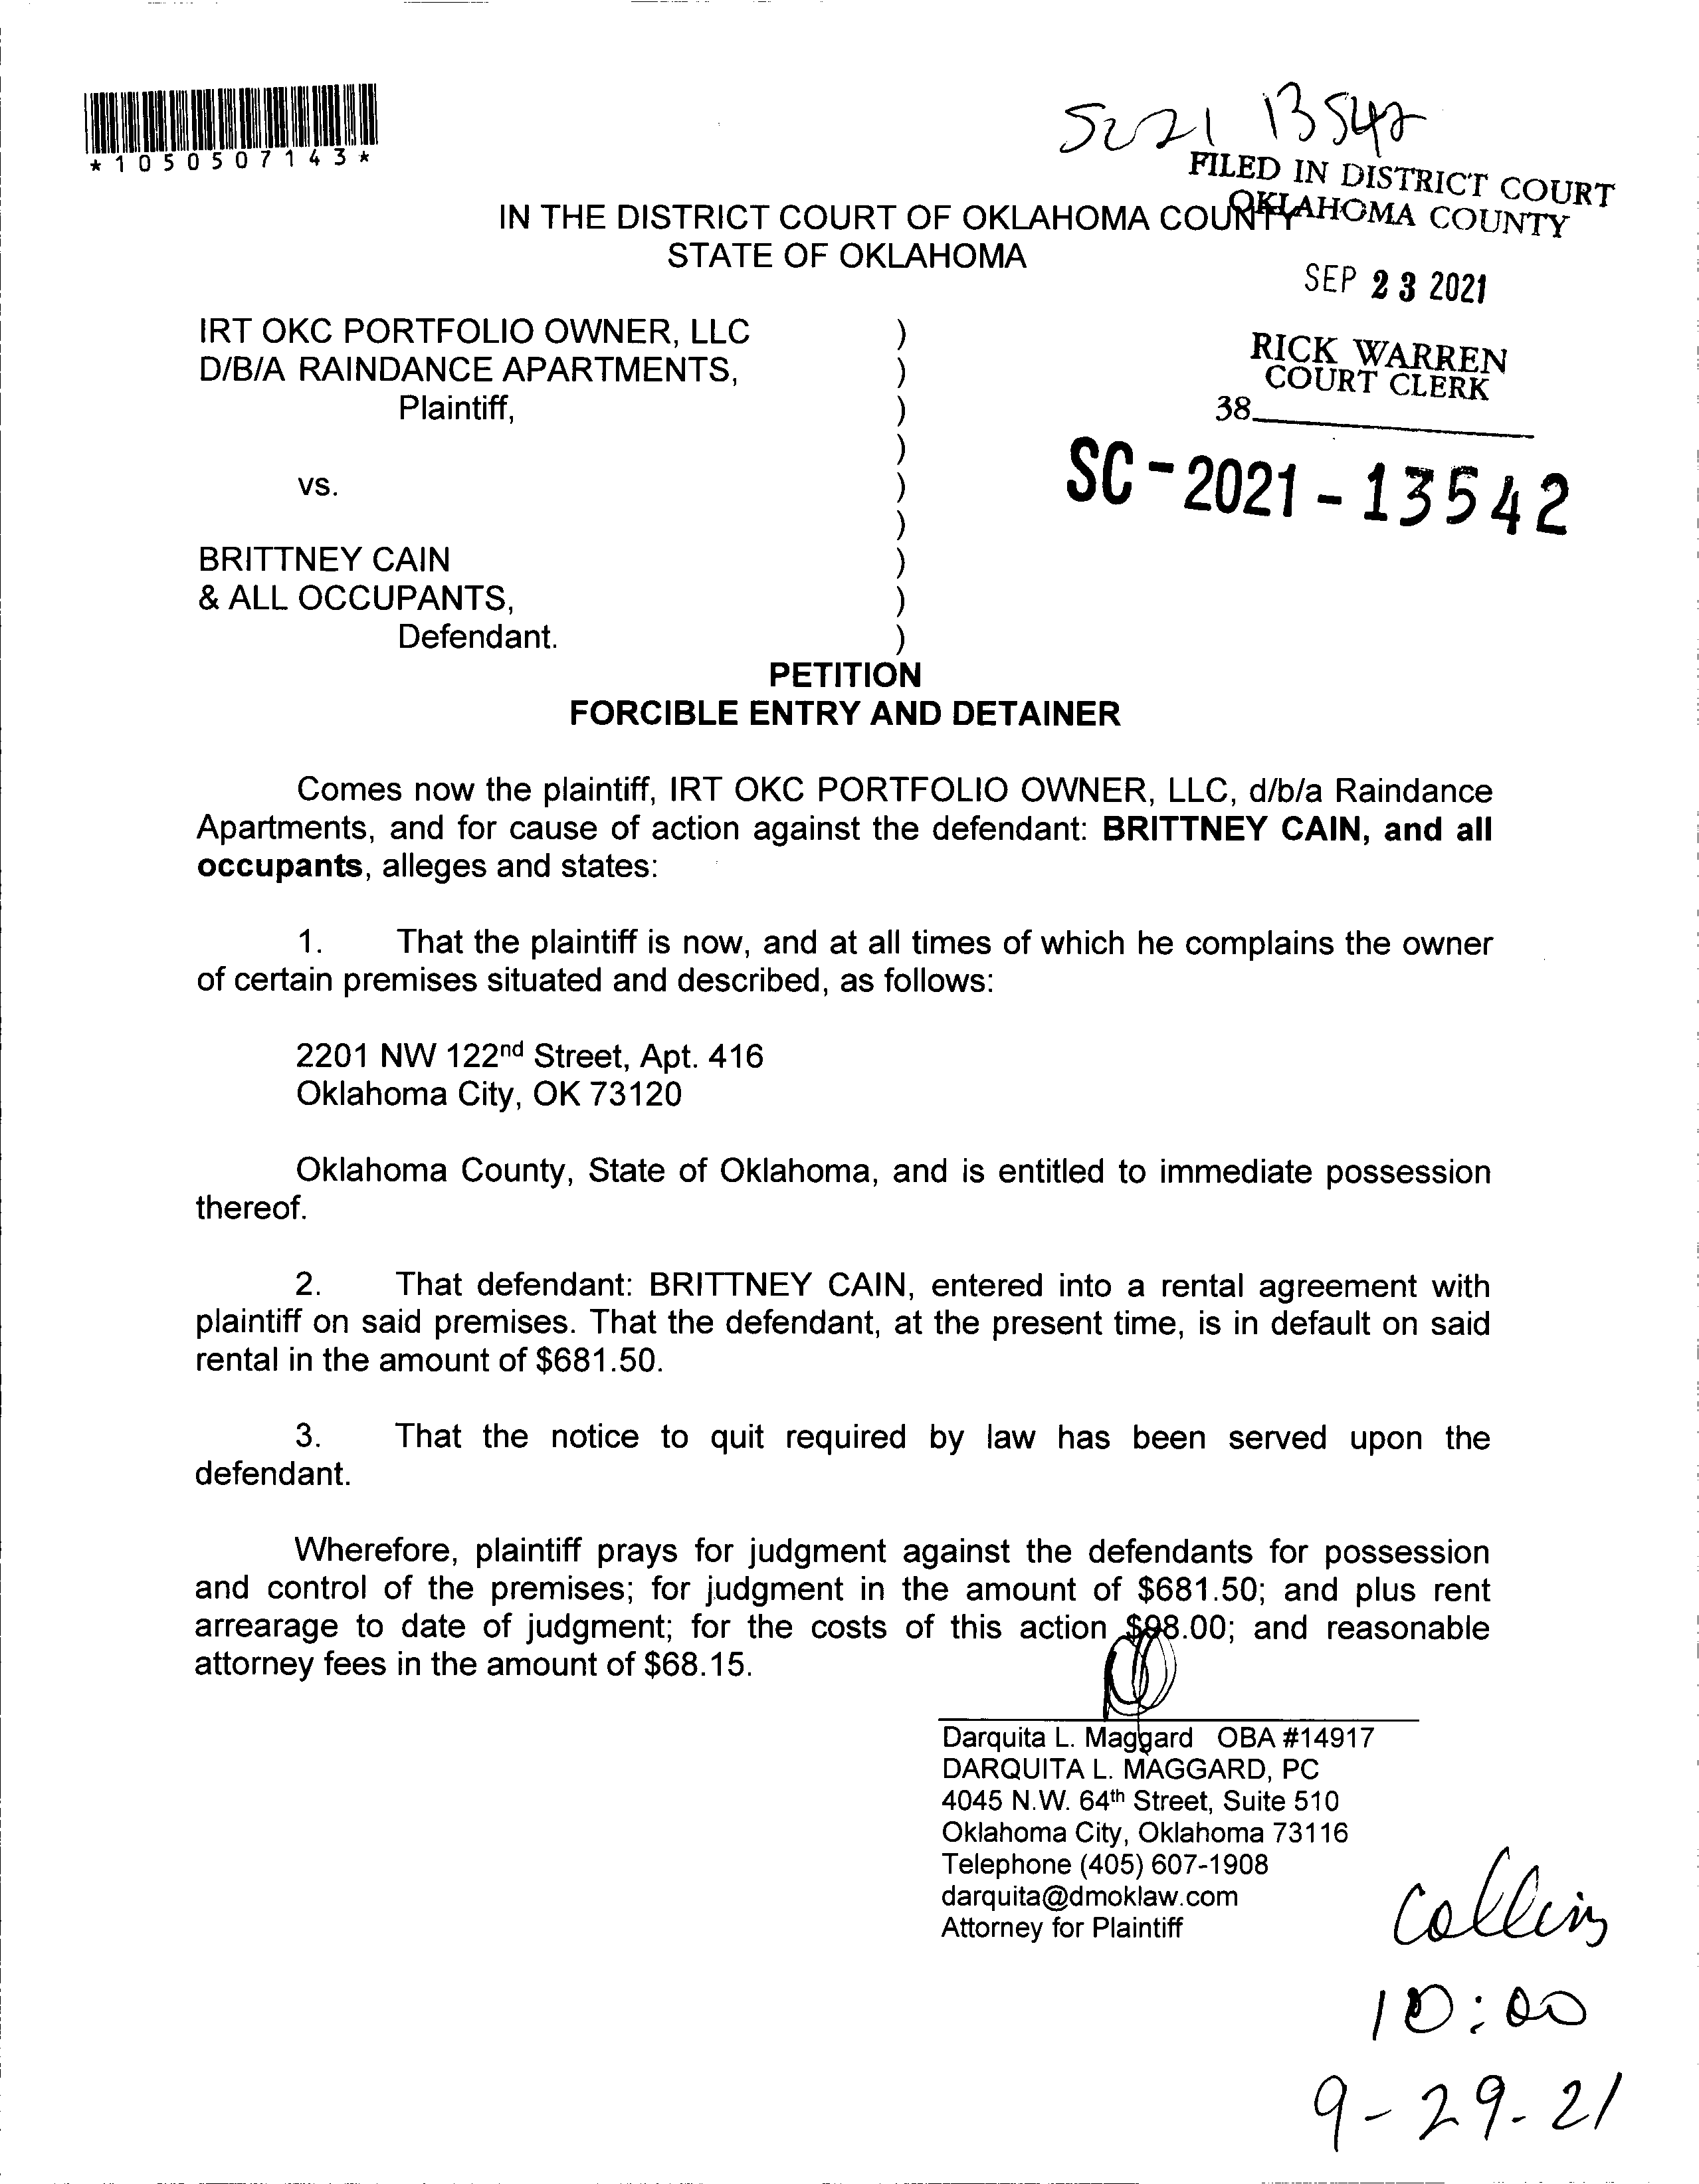 *1050507143*
SC21 13542
FILED IN DISTRICT COURT
OKLAHOMA COUNTY
IN THE DISTRICT COURT OF OKLAHOMA COUNTY
STATE OF OKLAHOMA
SEP 23 2021
IRT OKC PORTFOLIO OWNER, LLC )
D/B/A RAINDANCE APARTMENTS, )
Plaintiff, )
)
vs. )
)
BRITTNEY CAIN )
& ALL OCCUPANTS, )
Defendant. )
RICK WARREN
COURT CLERK
38
SC-2021-13542
PETITION
FORCIBLE ENTRY AND DETAINER
Comes now the plaintiff, IRT OKC PORTFOLIO OWNER, LLC, d/b/a Raindance
Apartments, and for cause of action against the defendant: BRITTNEY CAIN, and all
occupants, alleges and states:
1. That the plaintiff is now, and at all times of which he complains the owner
of certain premises situated and described, as follows:
2201 NW 122nd Street, Apt. 416
Oklahoma City, OK 73120
Oklahoma County, State of Oklahoma, and is entitled to immediate possession
thereof.
2. That defendant: BRITTNEY CAIN, entered into a rental agreement with
plaintiff on said premises. That the defendant, at the present time, is in default on said
rental in the amount of $681.50.
3. That the notice to quit required by law has been served upon the
defendant.
Wherefore, plaintiff prays for judgment against the defendants for possession
and control of the premises; for judgment in the amount of $681.50; and plus rent
arrearage to date of judgment; for the costs of this action $98.00; and reasonable
attorney fees in the amount of $68.15.
Darquita L. Maggard OBA #14917
DARQUITA L. MAGGARD, PC
4045 N.W. 64th Street, Suite 510
Oklahoma City, Oklahoma 73116
Telephone (405) 607-1908
darquita@dmoklaw.com
Attorney for Plaintiff
Collins
10:00
9-29-21